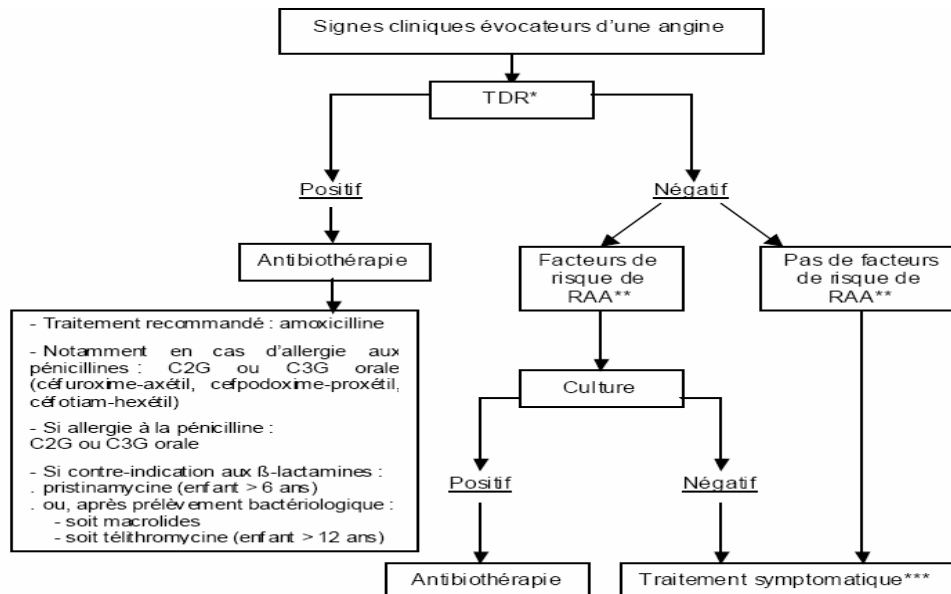 Signes cliniques évocateurs d'une angine
TDR*
Positif
Négatif
Antibiothérapie
Facteurs de
risque de
RAA**
Pas de facteurs
de risque de
RAA**
- Traitement recommandé : amoxicilline
- Notamment en cas d'allergie aux
pénicillines : C2G ou C3G orale
(céfuroxime-axétil, cefpodoxime-proxétil,
céfotiam-hexétil)
- Si allergie à la pénicilline :
C2G ou C3G orale
- Si contre-indication aux ß-lactamines :
. pristinamycine (enfant > 6 ans)
. ou, après prélèvement bactériologique :
- soit macrolides
- soit télithromycine (enfant > 12 ans)
Culture
Positif
Négatif
Antibiothérapie
Traitement symptomatique***